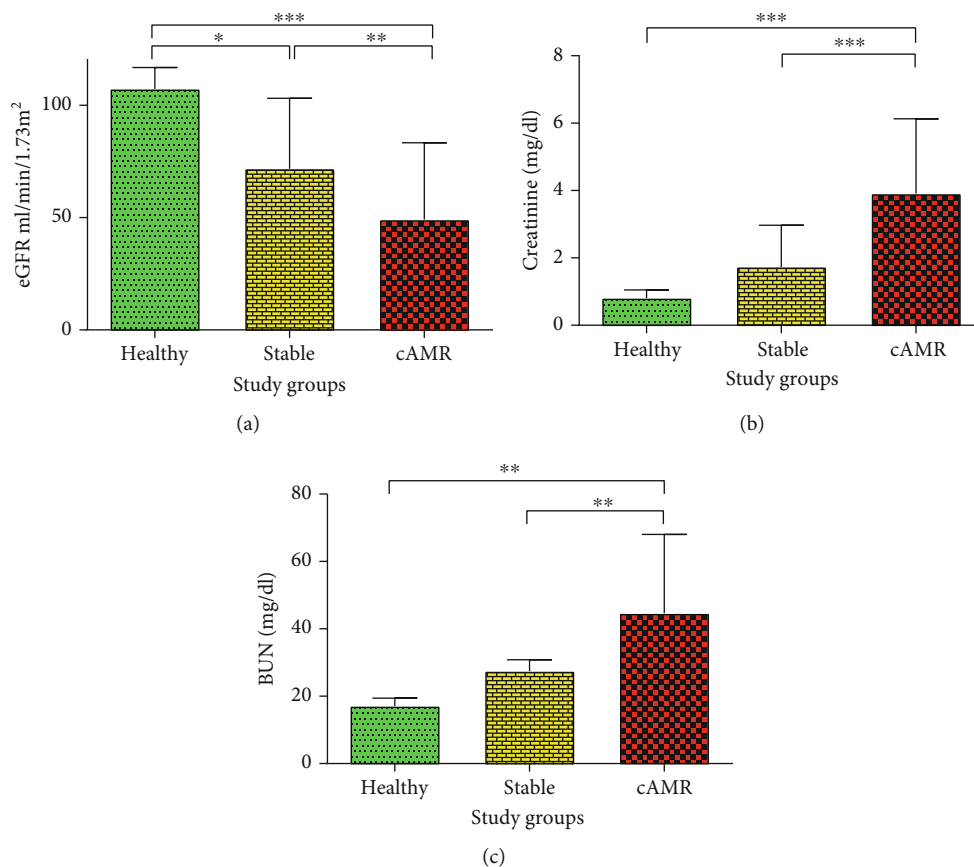 ***
*
**
eGFR ml/min/1.73m²
100
50
0
Healthy
Stable
cAMR
Study groups
(a)
***
***
Creatinine (mg/dl)
8
6
4
2
0
Healthy
Stable
cAMR
Study groups
(b)
**
**
BUN (mg/dl)
80
60
40
20
0
Healthy
Stable
cAMR
Study groups
(c)